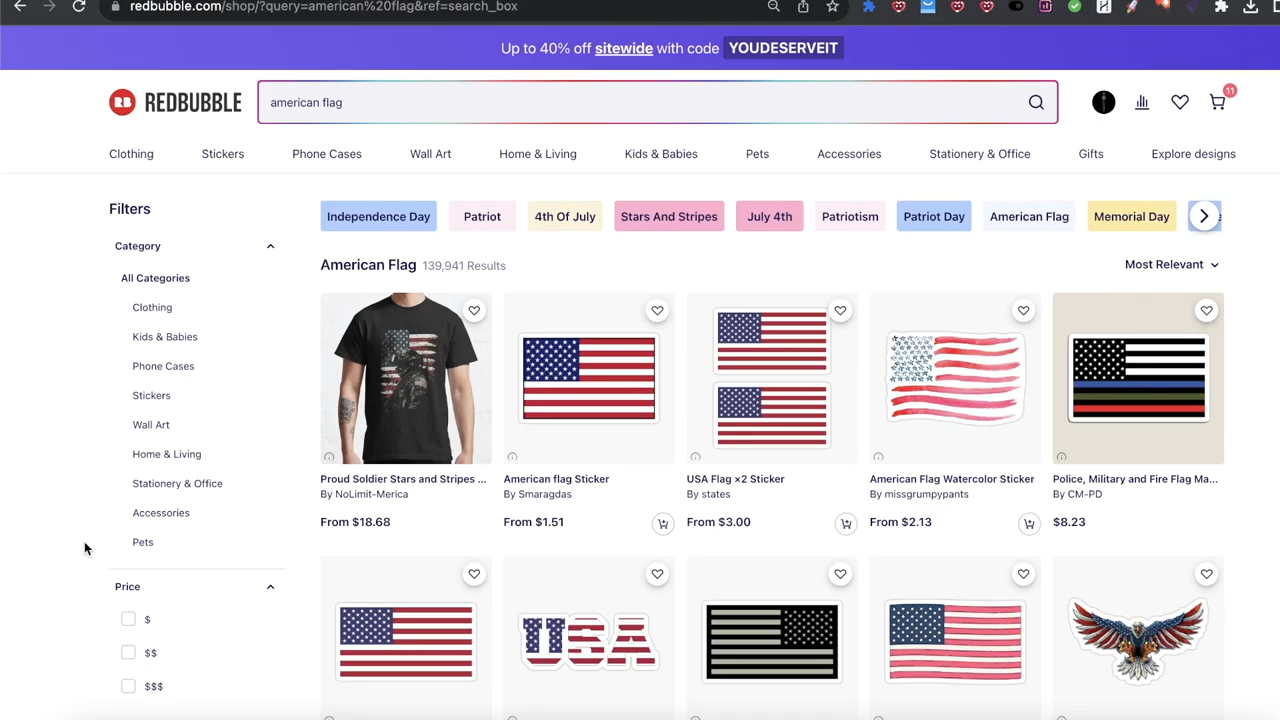 redbubble.com/shop/?query=american%20flag&ref=search_box
Up to 40% off sitewide with code YOUDESERVEIT
RB REDBUBBLE
american flag
11
Clothing Stickers Phone Cases Wall Art Home & Living Kids & Babies Pets Accessories Stationery & Office Gifts Explore designs
Filters
Independence Day Patriot 4th Of July Stars And Stripes July 4th Patriotism Patriot Day American Flag Memorial Day
Category
All Categories
Clothing
Kids & Babies
Phone Cases
Stickers
Wall Art
Home & Living
Stationery & Office
Accessories
Pets
Price
$
$$
$$$
American Flag 139,941 Results
Most Relevant
Proud Soldier Stars and Stripes ...
By NoLimit-Merica
From $18.68
American flag Sticker
By Smaragdas
From $1.51
USA Flag ×2 Sticker
By states
From $3.00
American Flag Watercolor Sticker
By missgrumpypants
From $2.13
Police, Military and Fire Flag Ma...
By CM-PD
$8.23
USA